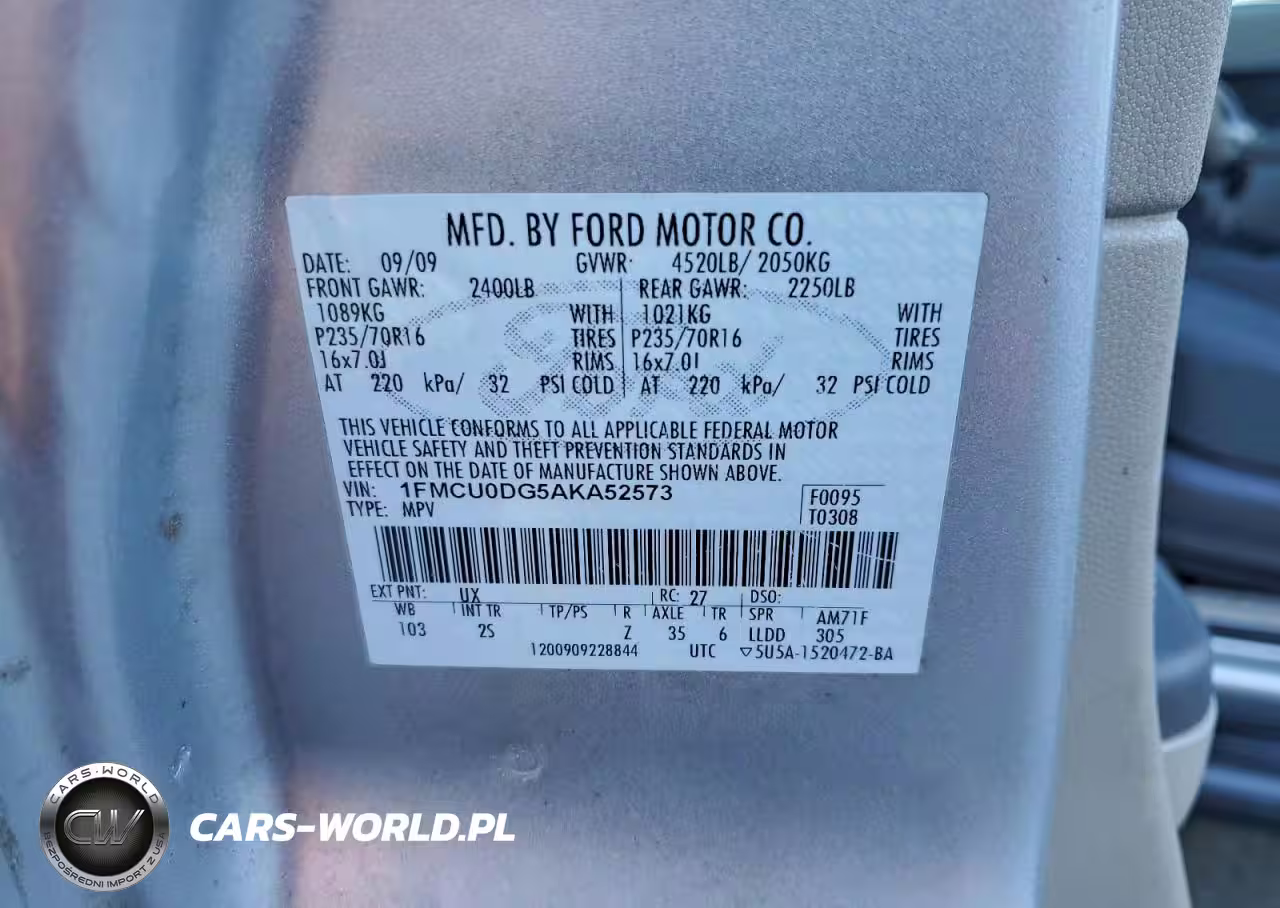 MFD. BY FORD MOTOR CO.
DATE: 09/09 GVWR: 4520LB/ 2050KG
FRONT GAWR: 2400LB REAR GAWR: 2250LB
1089KG WITH 1021KG WITH
P235/70R16 TIRES P235/70R16 TIRES
16x7.0J RIMS 16x7.0J RIMS
AT 220 kPa/ 32 PSI COLD AT 220 kPa/ 32 PSI COLD
THIS VEHICLE CONFORMS TO ALL APPLICABLE FEDERAL MOTOR
VEHICLE SAFETY AND THEFT PREVENTION STANDARDS IN
EFFECT ON THE DATE OF MANUFACTURE SHOWN ABOVE.
VIN: 1FMCU0DG5AKA52573 F0095
TYPE: MPV T0308
EXT PNT: UX RC: 27 DSO:
WB INT TR TP/PS R AXLE TR SPR AM71F
103 2S Z 35 6 LLDD 305
1200909228844 UTC ▽5U5A-1520472-BA
CARS-WORLD
CW
BEZPOŚREDNI IMPORT Z USA
CARS-WORLD.PL